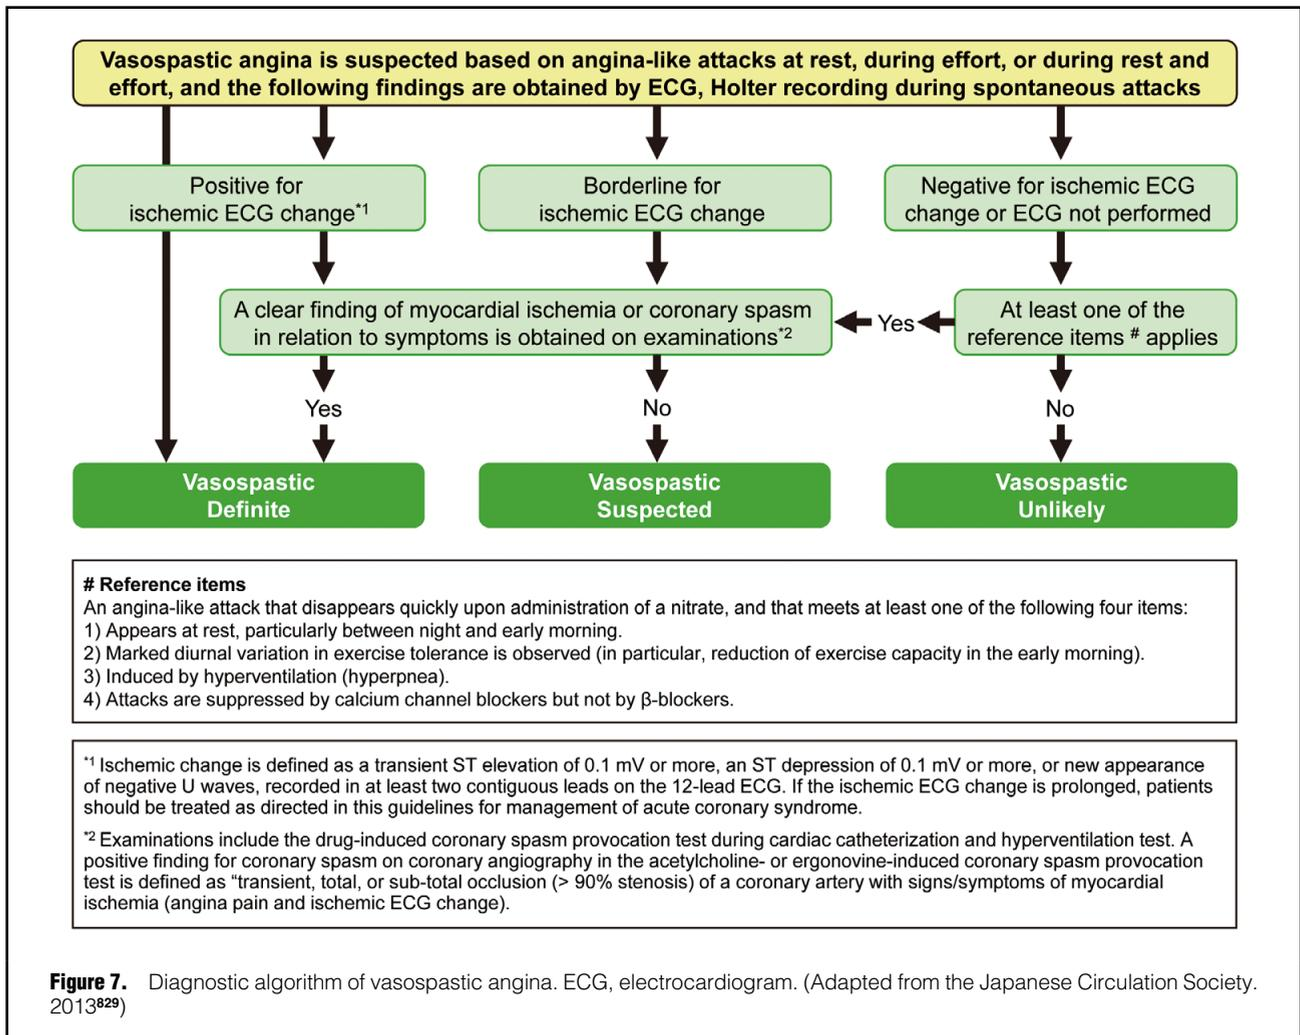 Vasospastic angina is suspected based on angina-like attacks at rest, during effort, or during rest and
effort, and the following findings are obtained by ECG, Holter recording during spontaneous attacks
Positive for
ischemic ECG change*1
Borderline for
ischemic ECG change
Negative for ischemic ECG
change or ECG not performed
A clear finding of myocardial ischemia or coronary spasm
in relation to symptoms is obtained on examinations*2
Yes
At least one of the
reference items # applies
Yes
No
No
Vasospastic
Definite
Vasospastic
Suspected
Vasospastic
Unlikely
# Reference items
An angina-like attack that disappears quickly upon administration of a nitrate, and that meets at least one of the following four items:
1) Appears at rest, particularly between night and early morning.
2) Marked diurnal variation in exercise tolerance is observed (in particular, reduction of exercise capacity in the early morning).
3) Induced by hyperventilation (hyperpnea).
4) Attacks are suppressed by calcium channel blockers but not by β-blockers.
*1 Ischemic change is defined as a transient ST elevation of 0.1 mV or more, an ST depression of 0.1 mV or more, or new appearance
of negative U waves, recorded in at least two contiguous leads on the 12-lead ECG. If the ischemic ECG change is prolonged, patients
should be treated as directed in this guidelines for management of acute coronary syndrome.
*2 Examinations include the drug-induced coronary spasm provocation test during cardiac catheterization and hyperventilation test. A
positive finding for coronary spasm on coronary angiography in the acetylcholine- or ergonovine-induced coronary spasm provocation
test is defined as “transient, total, or sub-total occlusion (> 90% stenosis) of a coronary artery with signs/symptoms of myocardial
ischemia (angina pain and ischemic ECG change).
Figure 7. Diagnostic algorithm of vasospastic angina. ECG, electrocardiogram. (Adapted from the Japanese Circulation Society.
2013829)